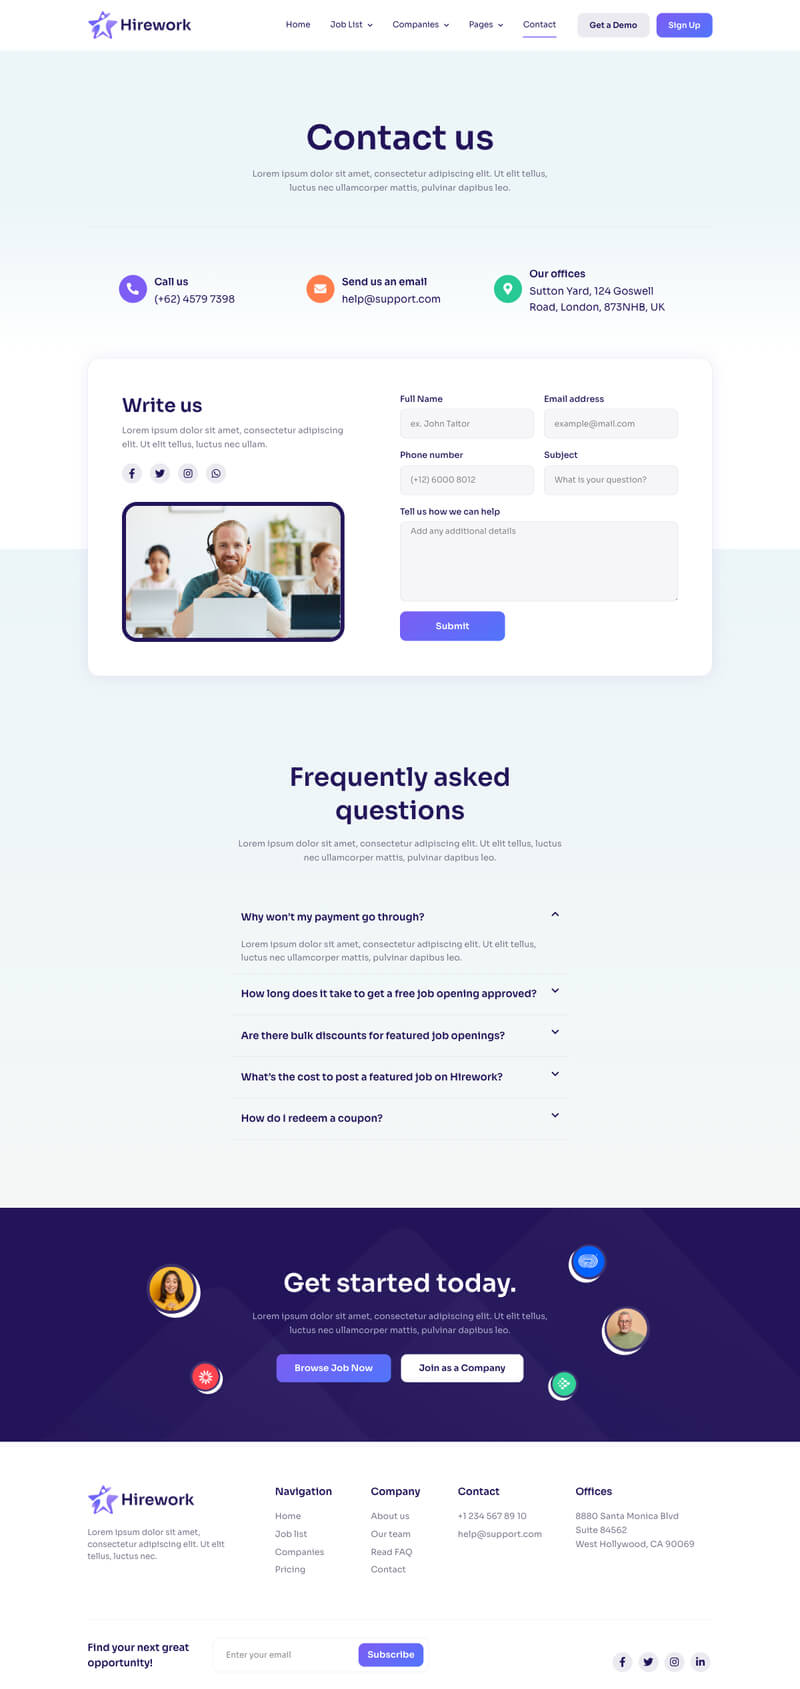 Hirework
Home
Job List
Companies
Pages
Contact
Get a Demo
Sign Up
Contact us
Lorem ipsum dolor sit amet, consectetur adipiscing elit. Ut elit tellus,
luctus nec ullamcorper mattis, pulvinar dapibus leo.
Call us
(+62) 4579 7398
Send us an email
help@support.com
Our offices
Sutton Yard, 124 Goswell
Road, London, 873NHB, UK
Write us
Lorem ipsum dolor sit amet, consectetur adipiscing
elit. Ut elit tellus, luctus nec ullam.
Full Name
ex. John Taitor
Email address
example@mail.com
Phone number
(+12) 6000 8012
Subject
What is your question?
Tell us how we can help
Add any additional details
Submit
Frequently asked
questions
Lorem ipsum dolor sit amet, consectetur adipiscing elit. Ut elit tellus, luctus
nec ullamcorper mattis, pulvinar dapibus leo.
Why won't my payment go through?
Lorem ipsum dolor sit amet, consectetur adipiscing elit. Ut elit tellus,
luctus nec ullamcorper mattis, pulvinar dapibus leo.
How long does it take to get a free job opening approved?
Are there bulk discounts for featured job openings?
What's the cost to post a featured job on Hirework?
How do I redeem a coupon?
Get started today.
Lorem ipsum dolor sit amet, consectetur adipiscing elit. Ut elit tellus,
luctus nec ullamcorper mattis, pulvinar dapibus leo.
Browse Job Now
Join as a Company
Hirework
Lorem ipsum dolor sit amet,
consectetur adipiscing elit. Ut elit
tellus, luctus nec.
Navigation
Home
Job list
Companies
Pricing
Company
About us
Our team
Read FAQ
Contact
Contact
+1 234 567 89 10
help@support.com
Offices
8880 Santa Monica Blvd
Suite 84562
West Hollywood, CA 90069
Find your next great
opportunity!
Enter your email
Subscribe